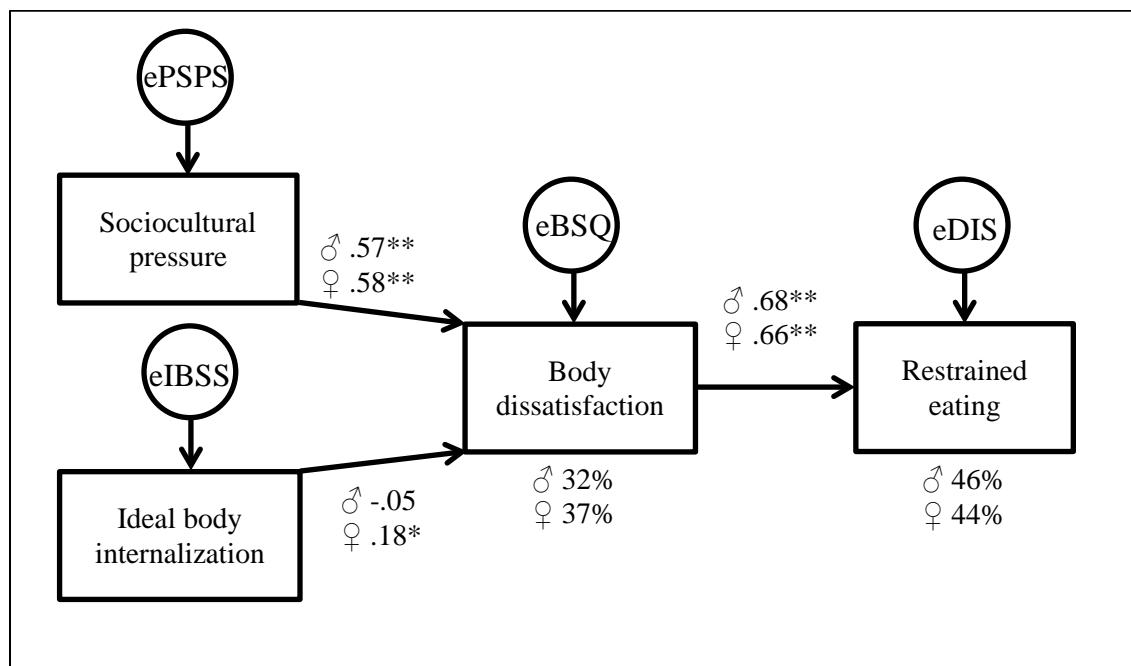 ePSPS
Sociocultural
pressure
♂ .57**
♀ .58**
eIBSS
Ideal body
internalization
♂ -.05
♀ .18*
eBSQ
Body
dissatisfaction
♂ 32%
♀ 37%
♂ .68**
♀ .66**
eDIS
Restrained
eating
♂ 46%
♀ 44%